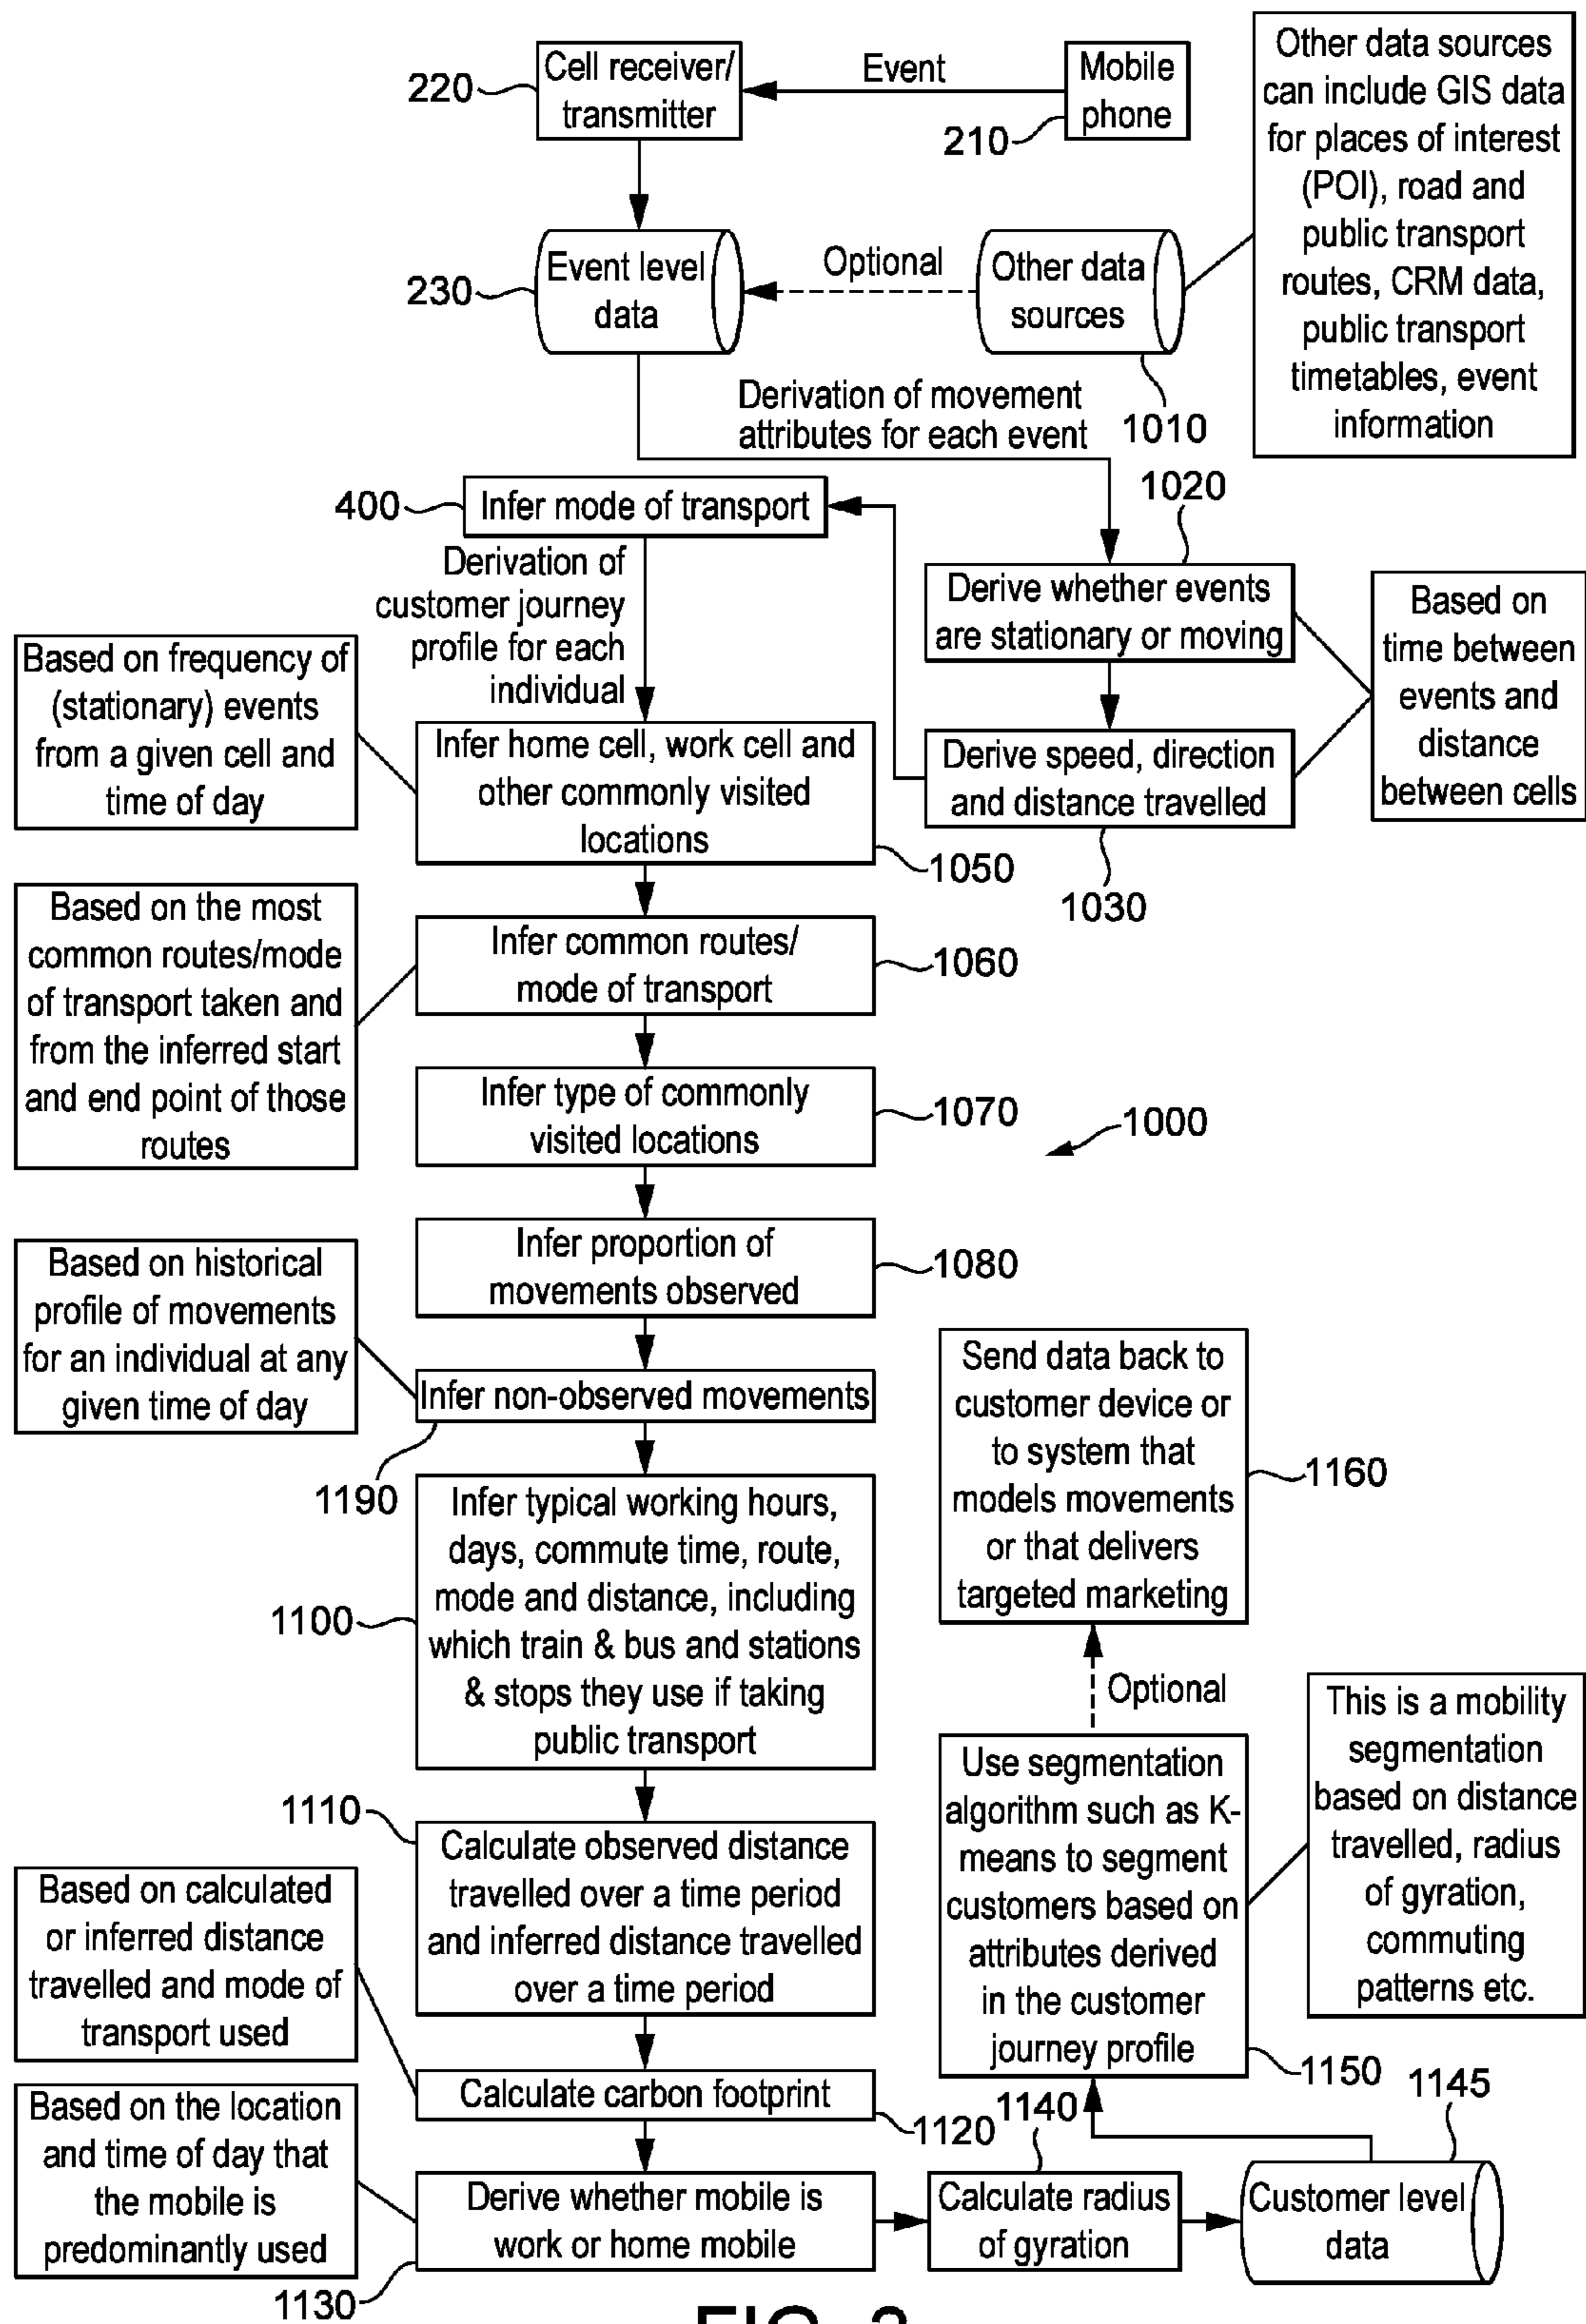 220
Cell receiver/
transmitter
Event
Mobile
phone
210
Other data sources
can include GIS data
for places of interest
(POI), road and
public transport
routes, CRM data,
public transport
timetables, event
information
230
Event level
data
Optional
Other data
sources
1010
Derivation of movement
attributes for each event
400
Infer mode of transport
1020
Derive whether events
are stationary or moving
Based on
time between
events and
distance
between cells
Derive speed, direction
and distance travelled
1030
Derivation of
customer journey
profile for each
individual
Based on frequency of
(stationary) events
from a given cell and
time of day
Infer home cell, work cell and
other commonly visited
locations
1050
Based on the most
common routes/mode
of transport taken and
from the inferred start
and end point of those
routes
Infer common routes/
mode of transport
1060
Infer type of commonly
visited locations
1070
1000
Infer proportion of
movements observed
1080
Based on historical
profile of movements
for an individual at any
given time of day
Infer non-observed movements
1190
1100
Infer typical working hours,
days, commute time, route,
mode and distance, including
which train & bus and stations
& stops they use if taking
public transport
1110
Calculate observed distance
travelled over a time period
and inferred distance travelled
over a time period
Based on calculated
or inferred distance
travelled and mode of
transport used
Calculate carbon footprint
1120
Based on the location
and time of day that
the mobile is
predominantly used
Derive whether mobile is
work or home mobile
1130
1140
Calculate radius
of gyration
1145
Customer level
data
Use segmentation
algorithm such as K-
means to segment
customers based on
attributes derived
in the customer
journey profile
1150
This is a mobility
segmentation
based on distance
travelled, radius
of gyration,
commuting
patterns etc.
Optional
Send data back to
customer device or
to system that
models movements
or that delivers
targeted marketing
1160